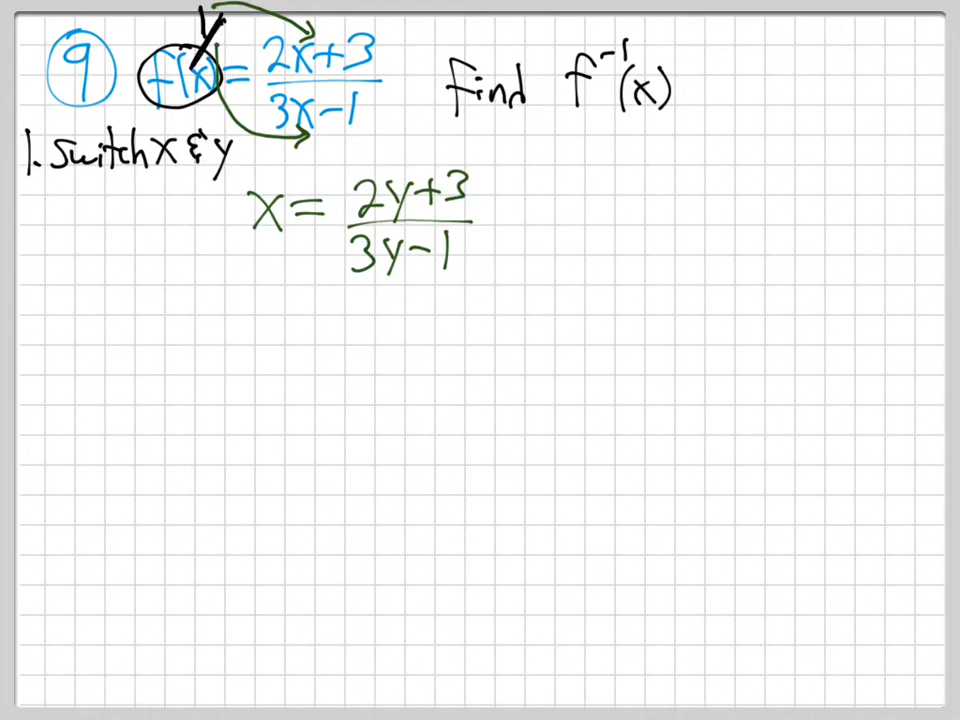 9 f(x) = (2x+3)/(3x-1) Find f⁻¹(x)
y
1. Switch x & y
x = (2y+3)/(3y-1)